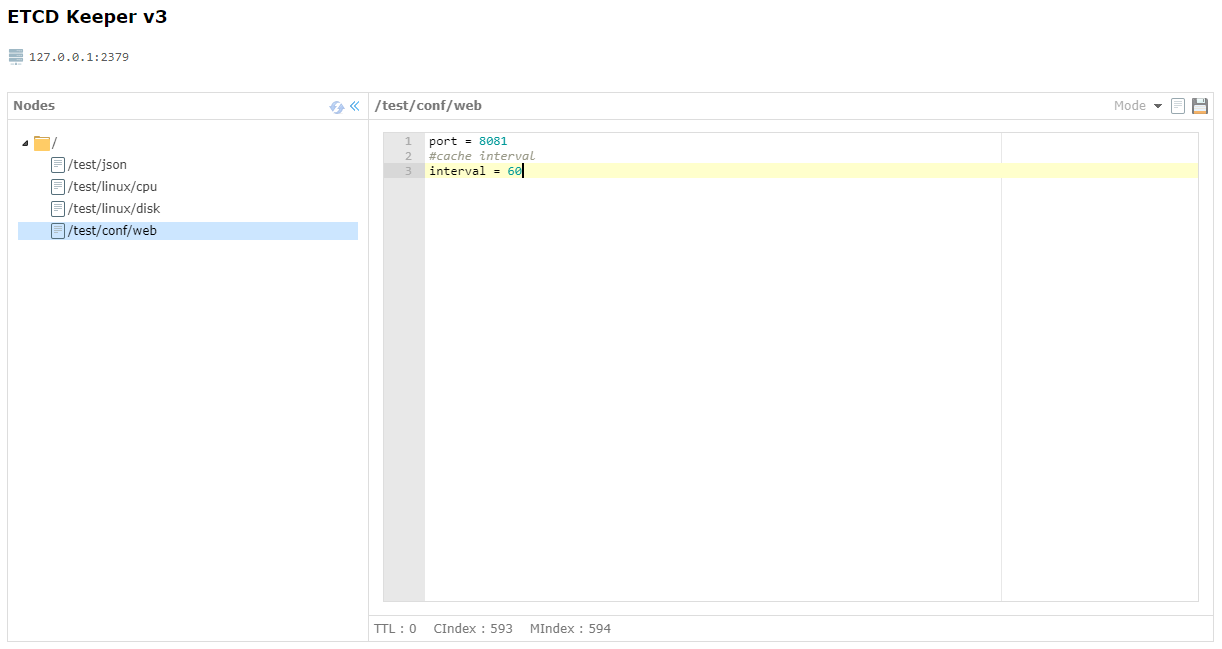 ETCD Keeper v3
127.0.0.1:2379
Nodes
/
/test/json
/test/linux/cpu
/test/linux/disk
/test/conf/web
/test/conf/web
Mode
1 port = 8081
2 #cache interval
3 interval = 60
TTL : 0 CIndex : 593 MIndex : 594